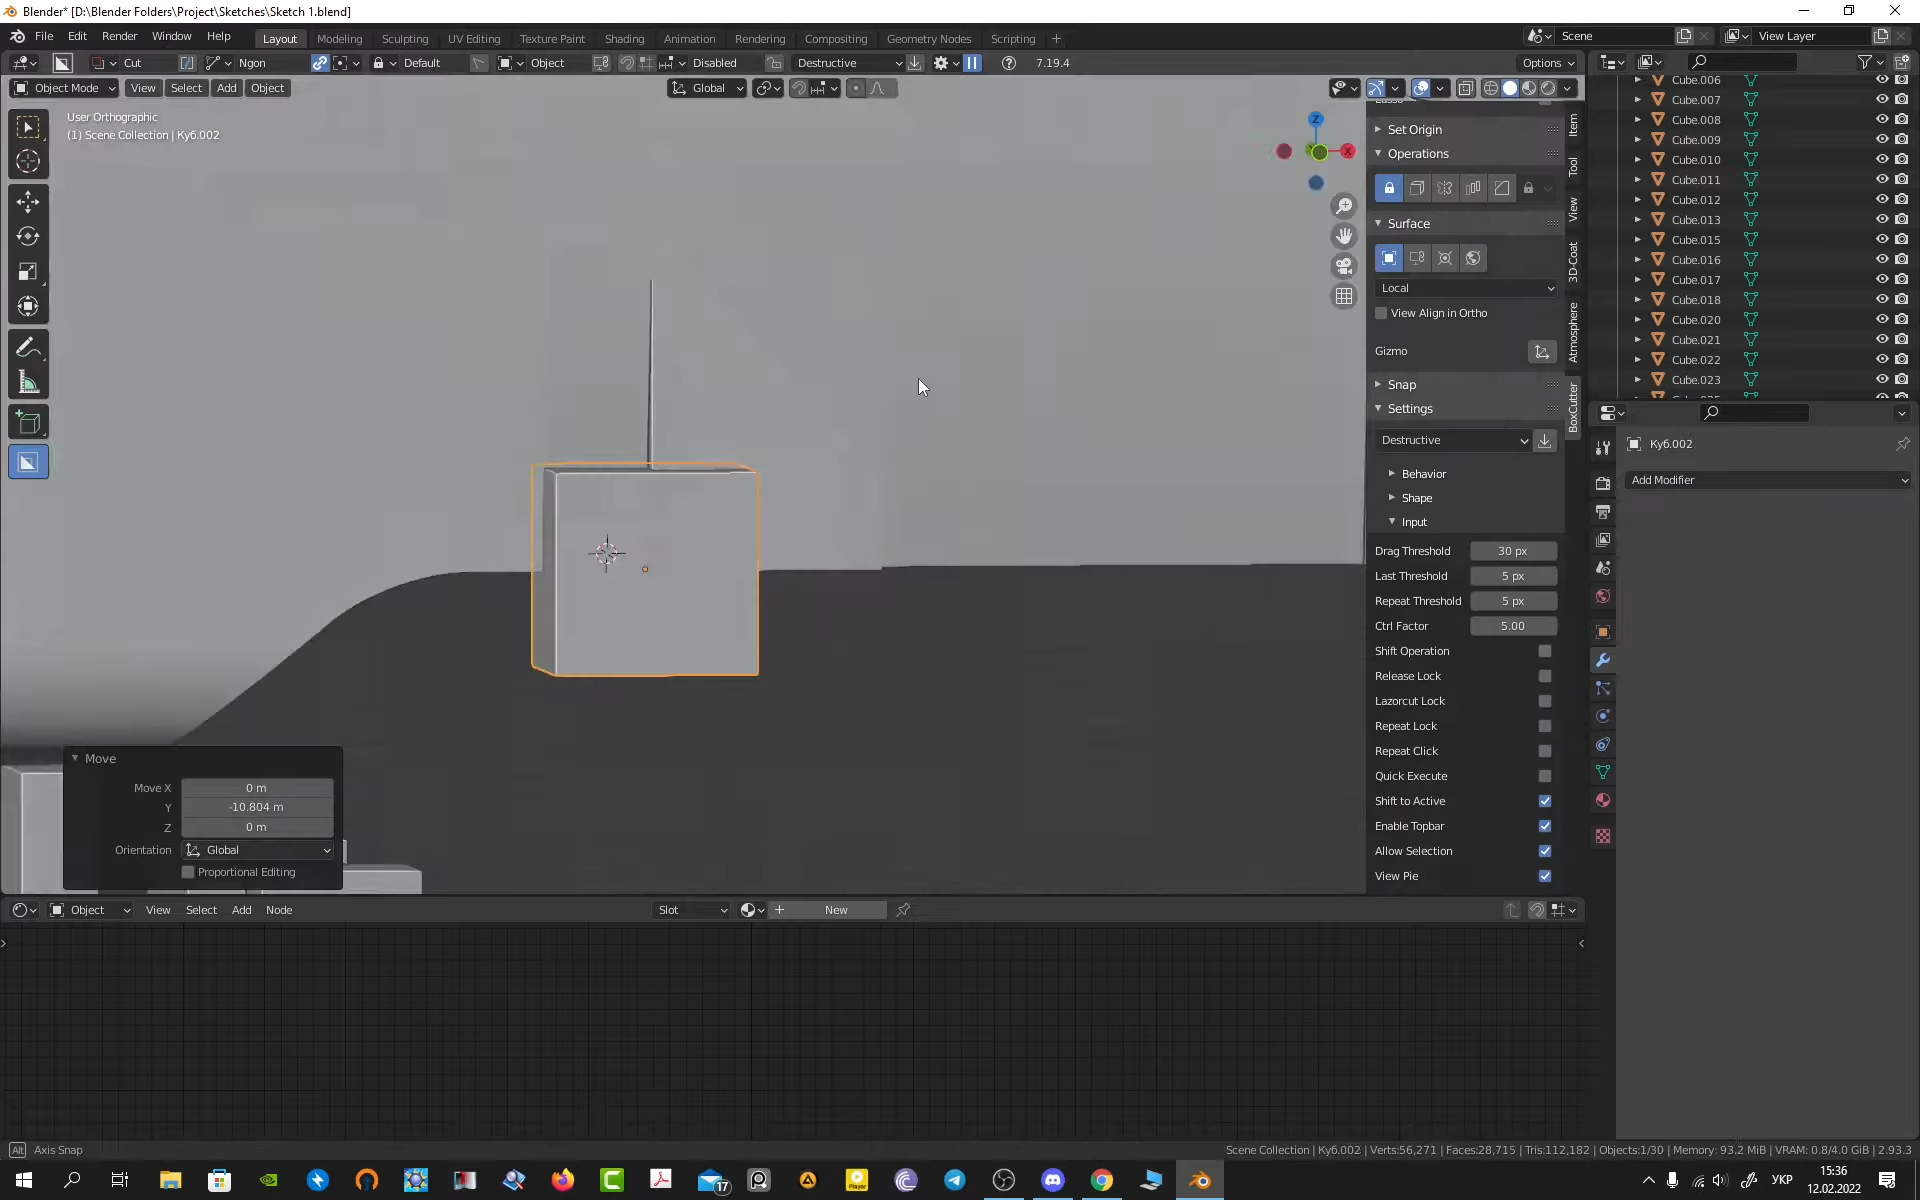 Blender* [D:\Blender Folders\Project\Sketches\Sketch 1.blend]
File Edit Render Window Help Layout Modeling Sculpting UV Editing Texture Paint Shading Animation Rendering Compositing Geometry Nodes Scripting + Scene View Layer
Cut Ngon Default Object Disabled Destructive 7.19.4 Options
Object Mode View Select Add Object Global
User Orthographic
(1) Scene Collection | Куб.002
Z
X
Set Origin
Operations
Surface
Local
View Align in Ortho
Gizmo
Snap
Settings
Destructive
Behavior
Shape
Input
Drag Threshold 30 px
Last Threshold 5 px
Repeat Threshold 5 px
Ctrl Factor 5.00
Shift Operation
Release Lock
Lazorcut Lock
Repeat Lock
Repeat Click
Quick Execute
Shift to Active
Enable Topbar
Allow Selection
View Pie
Item
Tool
View
3D-Coat
Atmosphere
BoxCutter
Cube.006
Cube.007
Cube.008
Cube.009
Cube.010
Cube.011
Cube.012
Cube.013
Cube.015
Cube.016
Cube.017
Cube.018
Cube.020
Cube.021
Cube.022
Cube.023
Куб.002
Add Modifier
Move
Move X 0 m
Y -10.804 m
Z 0 m
Orientation Global
Proportional Editing
Object View Select Add Node Slot New
Alt Axis Snap
Scene Collection | Куб.002 | Verts:56,271 | Faces:28,715 | Tris:112,182 | Objects:1/30 | Memory: 93.2 MiB | VRAM: 0.8/4.0 GiB | 2.93.3
17
Player
УКР
15:36
12.02.2022